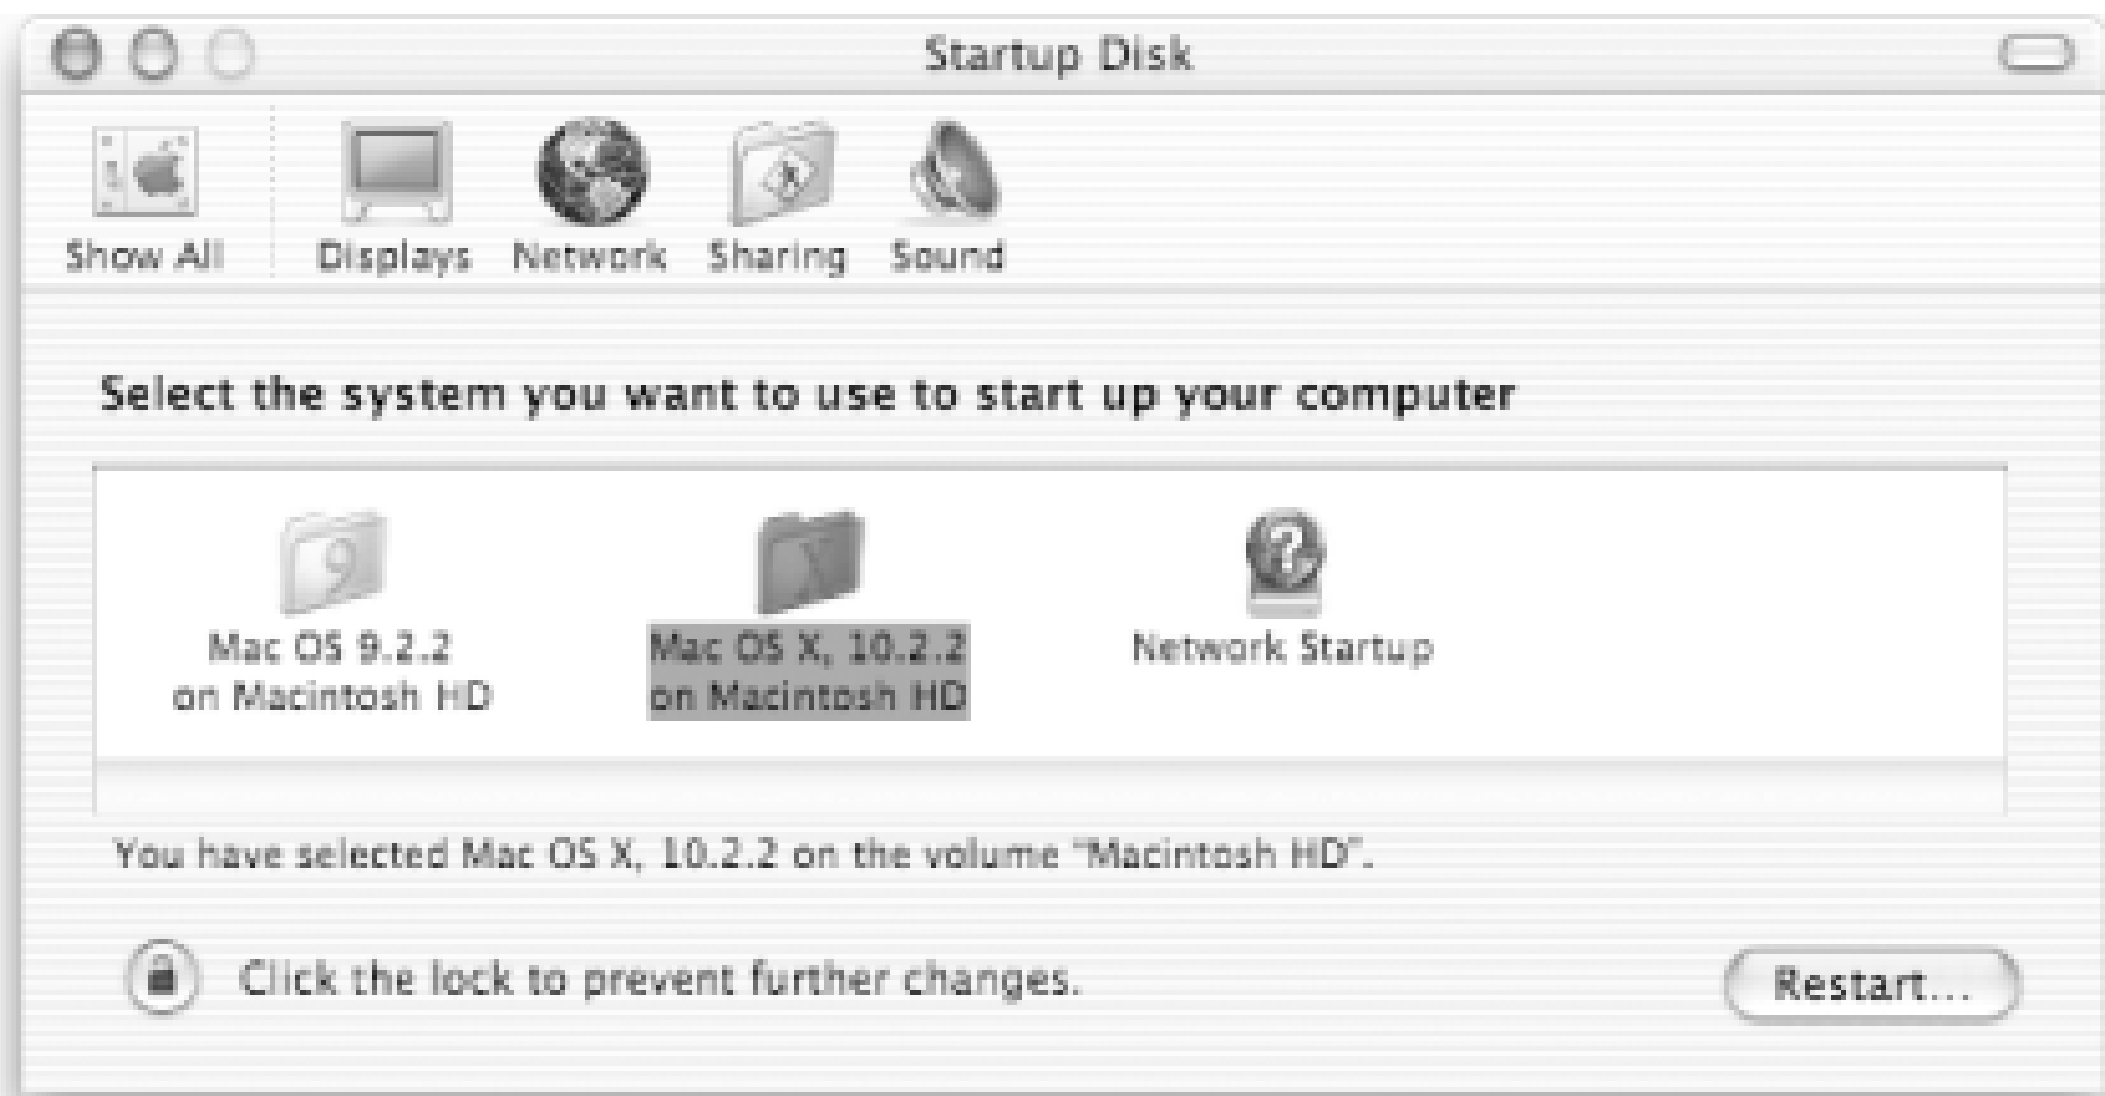 Startup Disk
Show All Displays Network Sharing Sound
Select the system you want to use to start up your computer
9 X ?
Mac OS 9.2.2 Mac OS X, 10.2.2 Network Startup
on Macintosh HD on Macintosh HD
You have selected Mac OS X, 10.2.2 on the volume "Macintosh HD".
Click the lock to prevent further changes.
Restart...